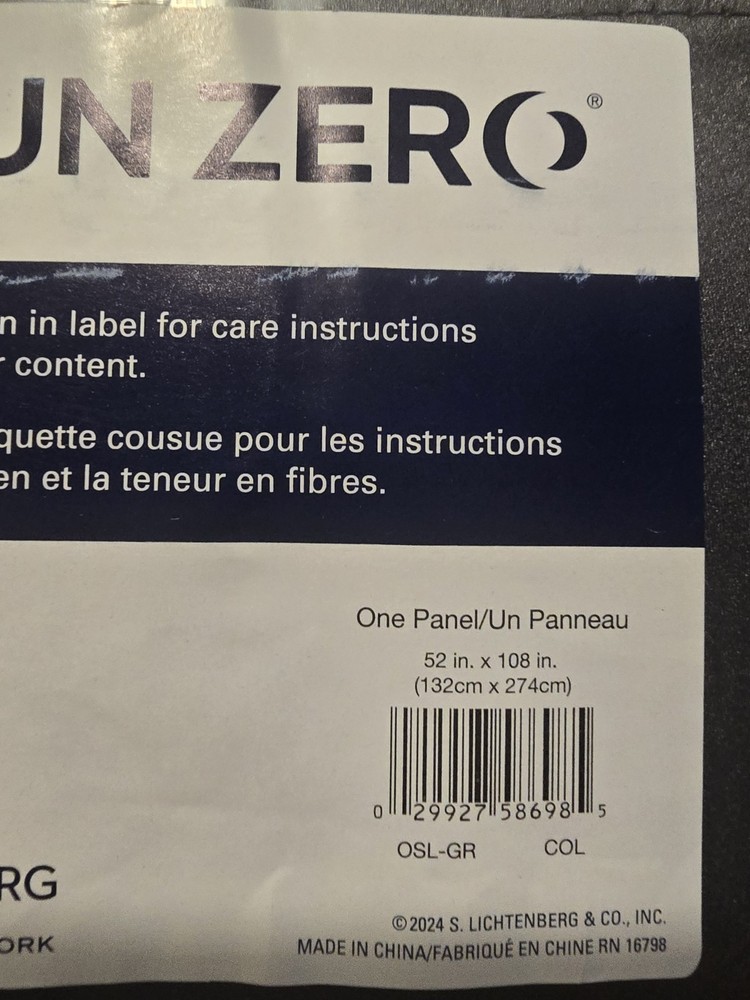 UN ZERO®
n in label for care instructions
r content.
quette cousue pour les instructions
en et la teneur en fibres.
One Panel/Un Panneau
52 in. x 108 in.
(132cm x 274cm)
0 29927 58698 5
OSL-GR COL
RG
ORK
©2024 S. LICHTENBERG & CO., INC.
MADE IN CHINA/FABRIQUÉ EN CHINE RN 16798